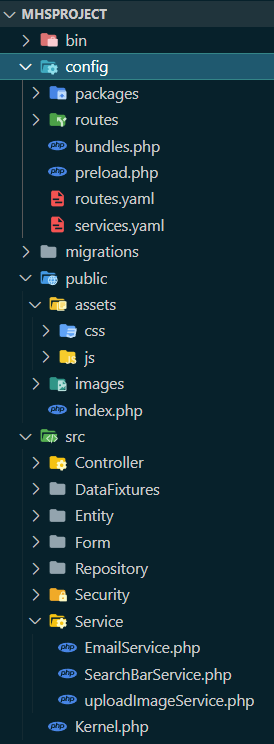 MHSPROJECT
bin
config
packages
routes
bundles.php
preload.php
routes.yaml
services.yaml
migrations
public
assets
css
js
images
index.php
src
Controller
DataFixtures
Entity
Form
Repository
Security
Service
EmailService.php
SearchBarService.php
uploadImageService.php
Kernel.php